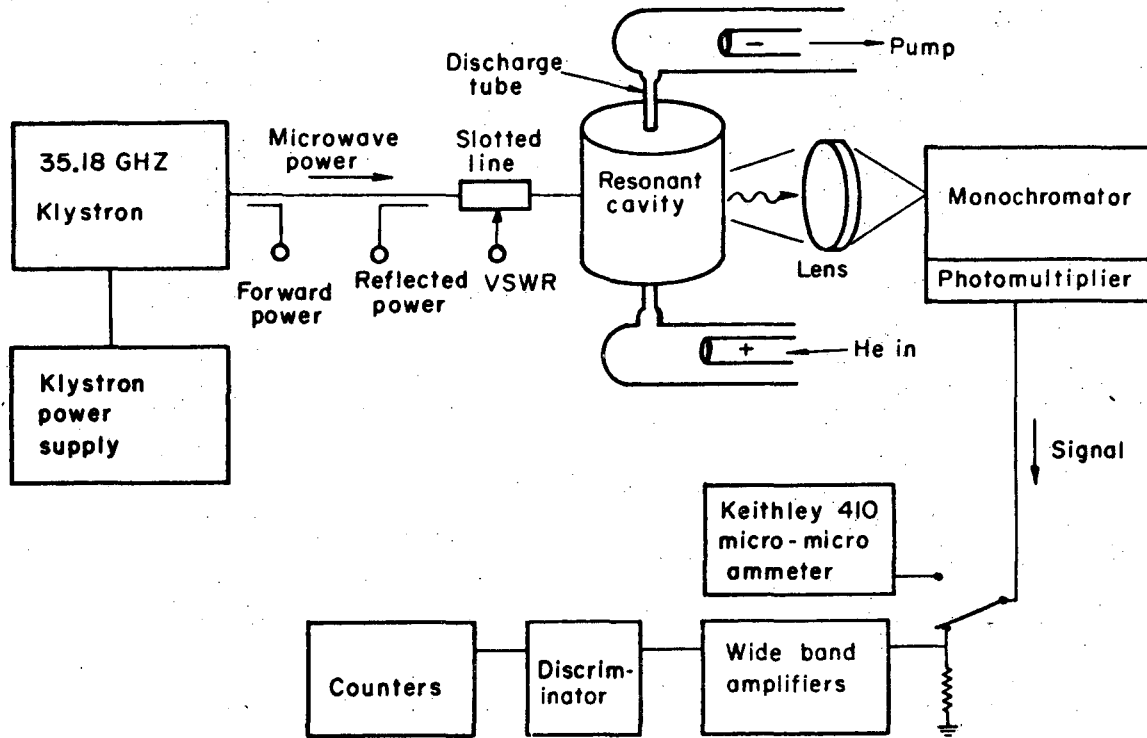 −
Pump
Discharge
tube
35.18 GHZ
Klystron
Microwave
power
Slotted
line
Resonant
cavity
Monochromator
Photomultiplier
Lens
Forward
power
Reflected
power
VSWR
+
He in
Klystron
power
supply
Signal
Keithley 410
micro-micro
ammeter
Counters
Discrim-
inator
Wide band
amplifiers